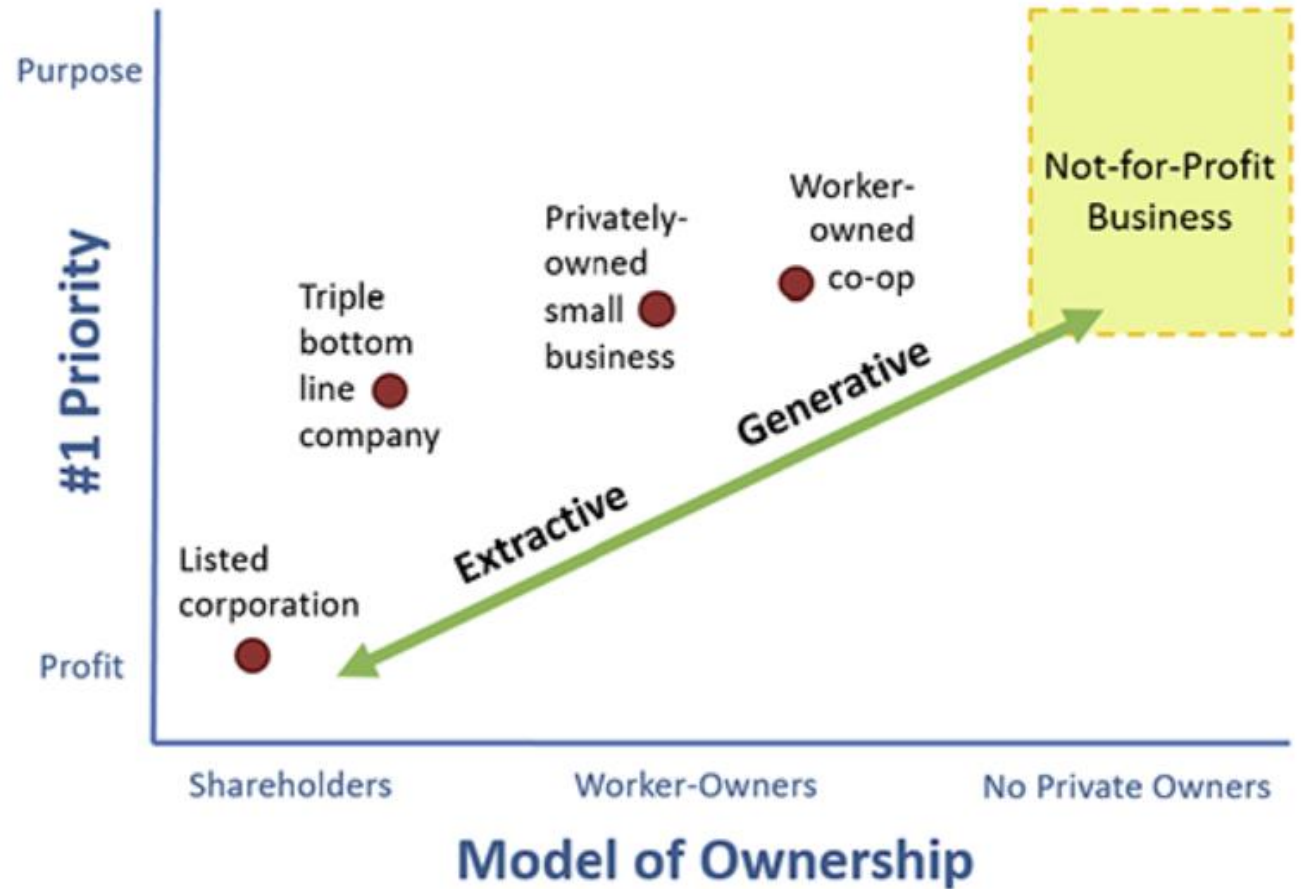 Purpose
Not-for-Profit
Business
Worker-
owned
co-op
Privately-
owned
small
business
Triple
bottom
line
company
#1 Priority
Generative
Extractive
Listed
corporation
Profit
Shareholders
Worker-Owners
No Private Owners
Model of Ownership